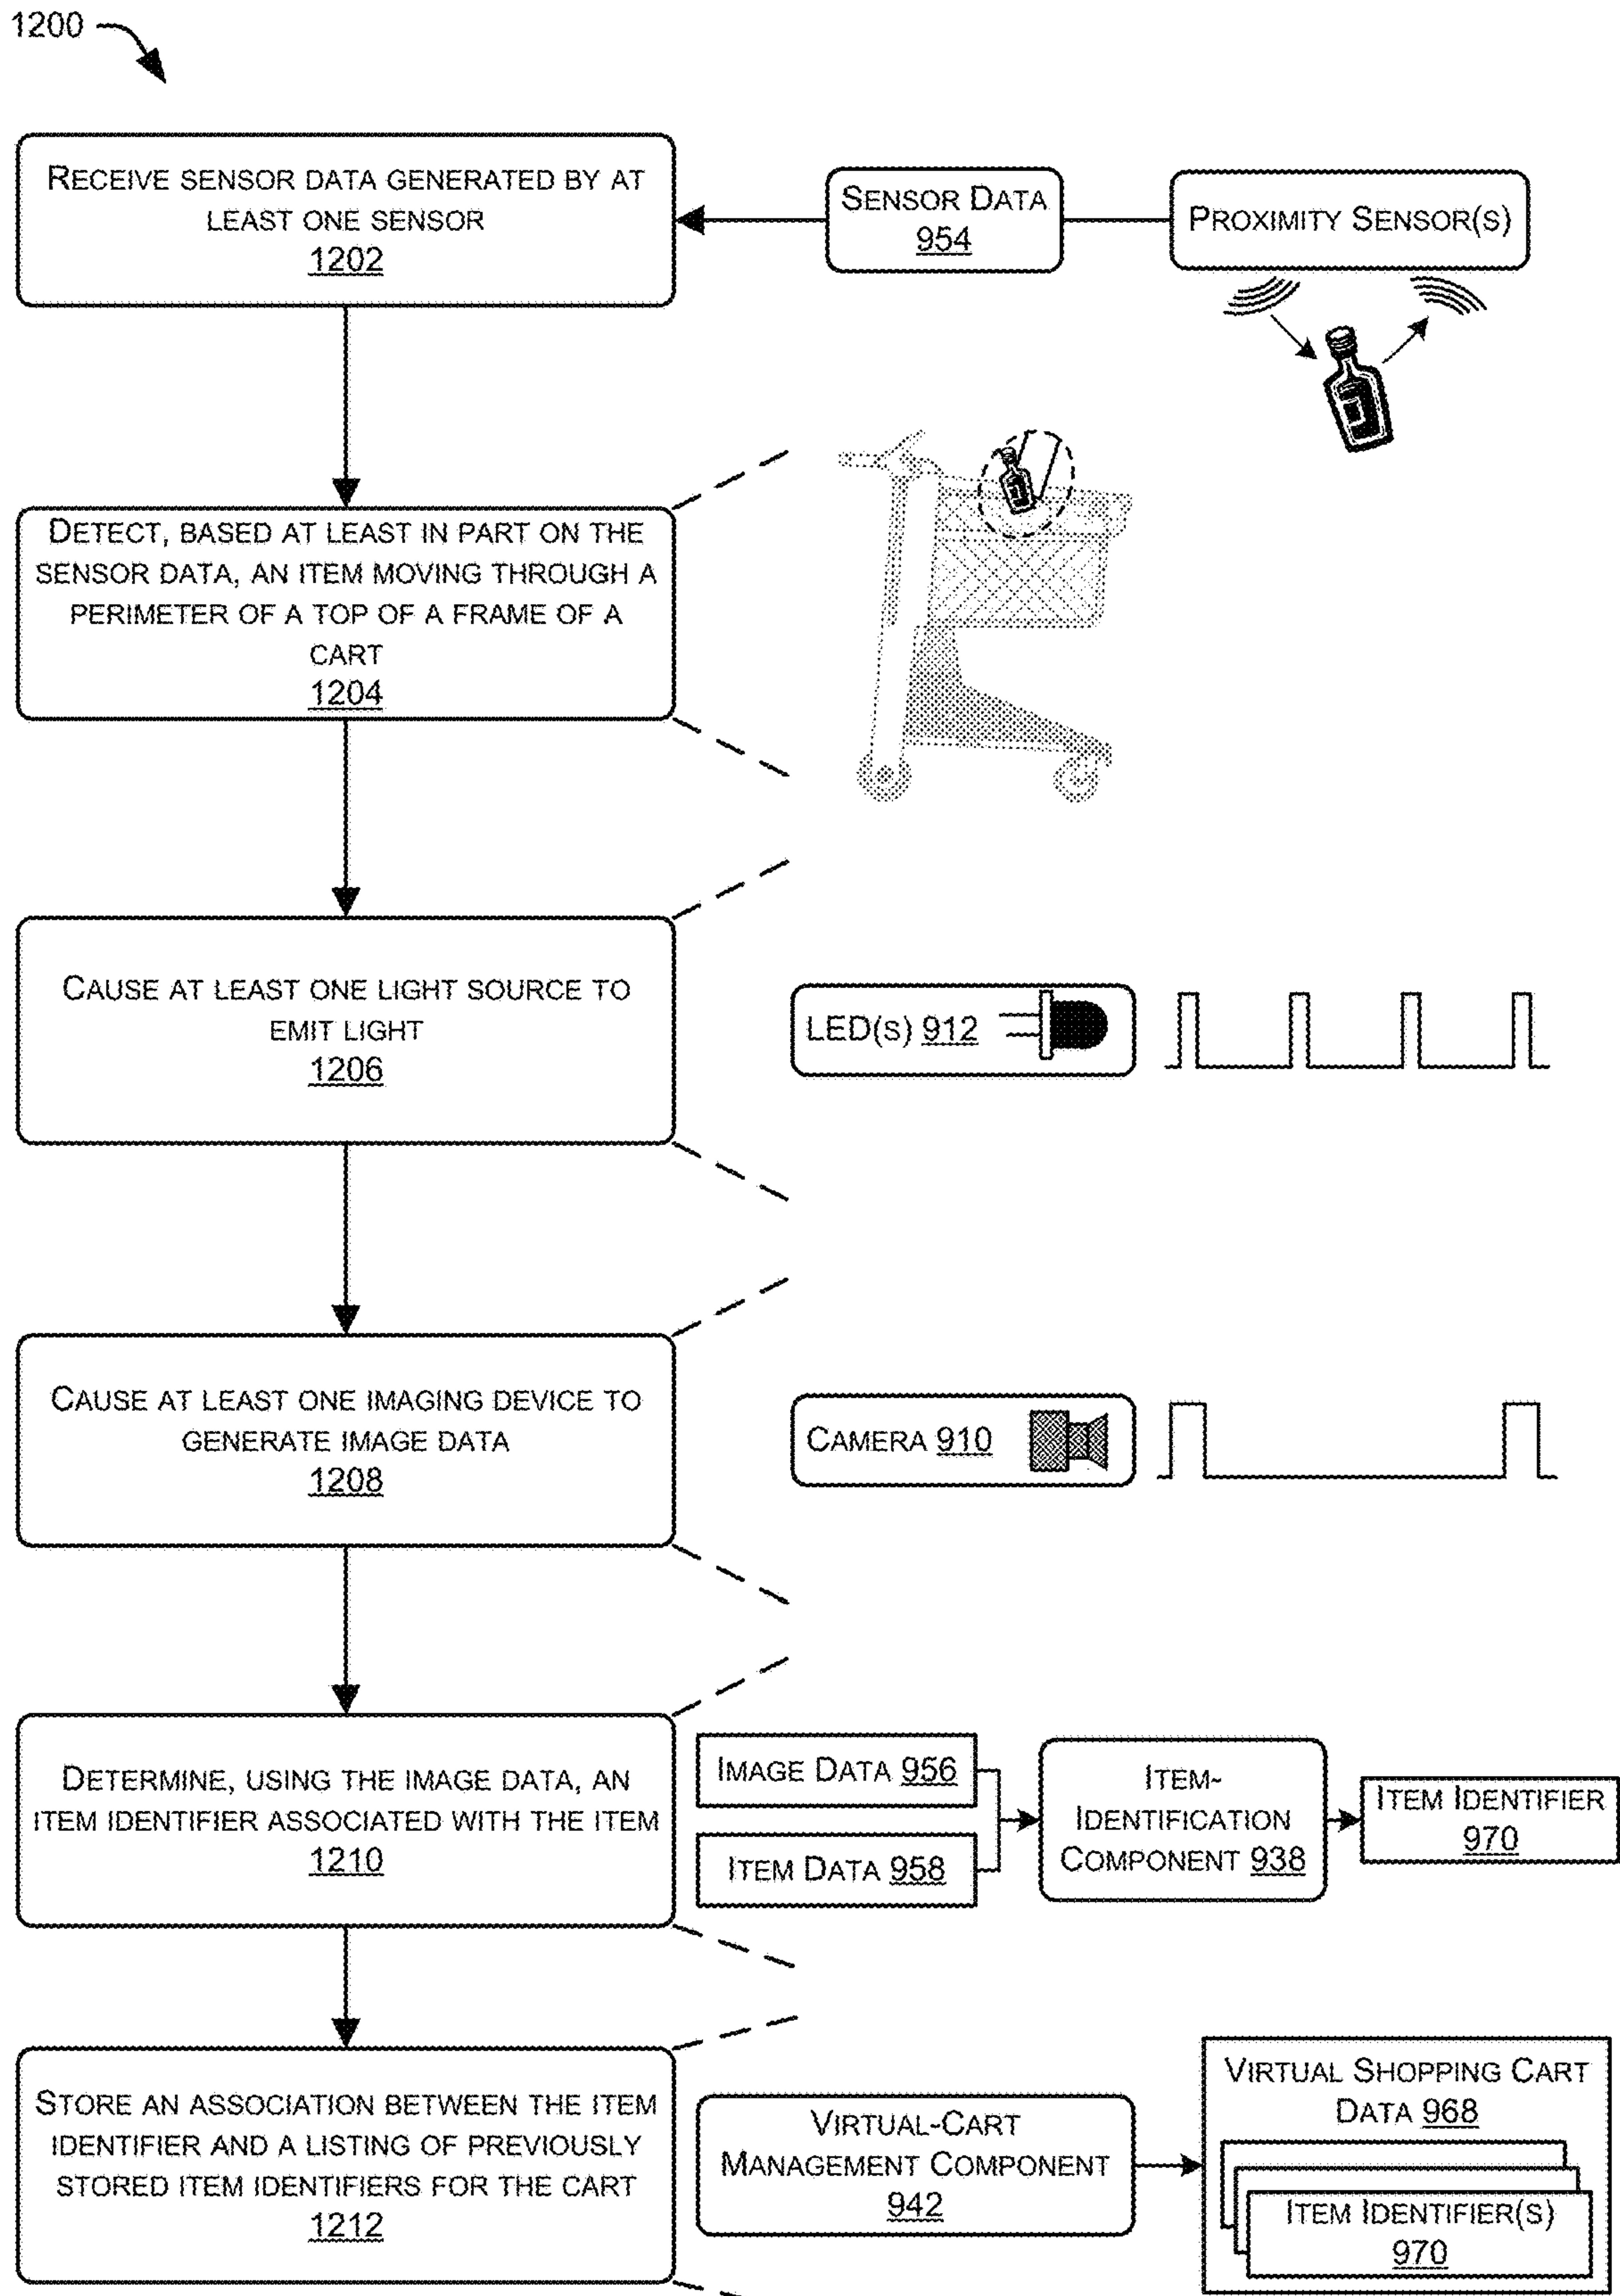 1200
RECEIVE SENSOR DATA GENERATED BY AT
LEAST ONE SENSOR
1202
SENSOR DATA
954
PROXIMITY SENSOR(S)
DETECT, BASED AT LEAST IN PART ON THE
SENSOR DATA, AN ITEM MOVING THROUGH A
PERIMETER OF A TOP OF A FRAME OF A
CART
1204
CAUSE AT LEAST ONE LIGHT SOURCE TO
EMIT LIGHT
1206
LED(S) 912
CAUSE AT LEAST ONE IMAGING DEVICE TO
GENERATE IMAGE DATA
1208
CAMERA 910
DETERMINE, USING THE IMAGE DATA, AN
ITEM IDENTIFIER ASSOCIATED WITH THE ITEM
1210
IMAGE DATA 956
ITEM DATA 958
ITEM-
IDENTIFICATION
COMPONENT 938
ITEM IDENTIFIER
970
STORE AN ASSOCIATION BETWEEN THE ITEM
IDENTIFIER AND A LISTING OF PREVIOUSLY
STORED ITEM IDENTIFIERS FOR THE CART
1212
VIRTUAL-CART
MANAGEMENT COMPONENT
942
VIRTUAL SHOPPING CART
DATA 968
ITEM IDENTIFIER(S)
970